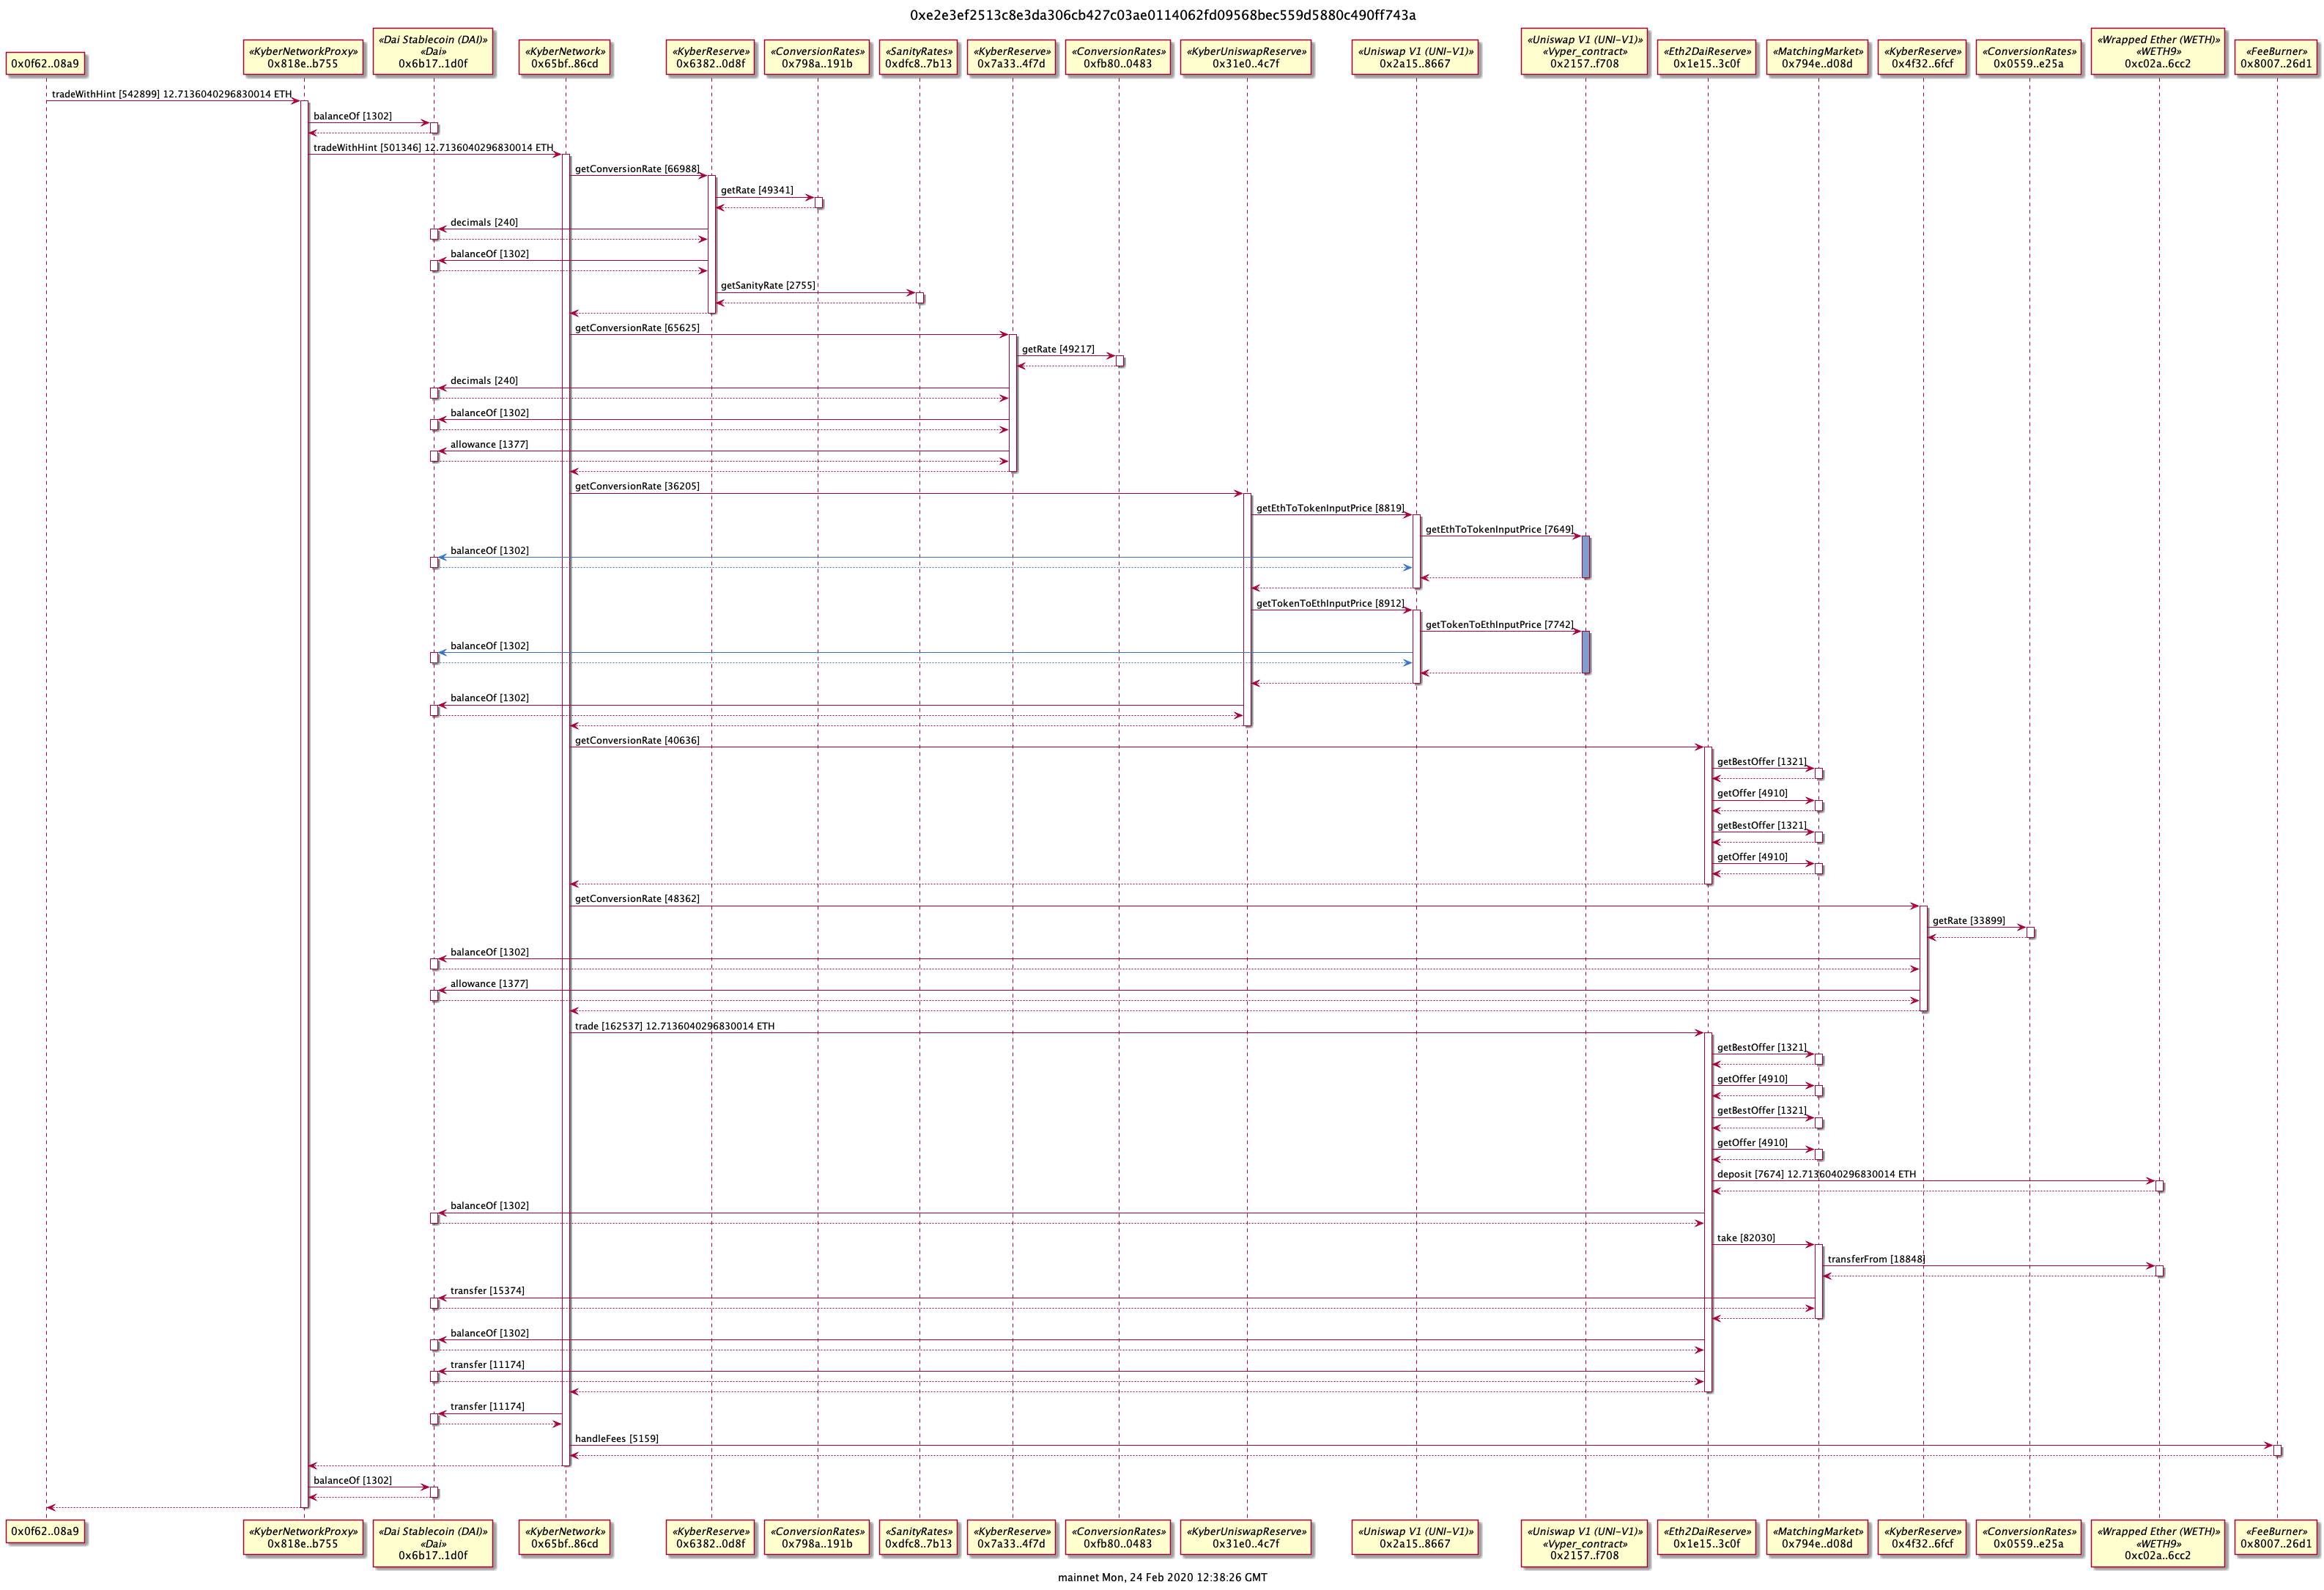 0xe2e3ef2513c8e3da306cb427c03ae0114062fd09568bec559d5880c490ff743a
0x0f62..08a9
«KyberNetworkProxy»
0x818e..b755
«Dai Stablecoin (DAI)»
«Dai»
0x6b17..1d0f
«KyberNetwork»
0x65bf..86cd
«KyberReserve»
0x6382..0d8f
«ConversionRates»
0x798a..191b
«SanityRates»
0xdfc8..7b13
«KyberReserve»
0x7a33..4f7d
«ConversionRates»
0xfb80..0483
«KyberUniswapReserve»
0x31e0..4c7f
«Uniswap V1 (UNI-V1)»
0x2a15..8667
«Uniswap V1 (UNI-V1)»
«Vyper_contract»
0x2157..f708
«Eth2DaiReserve»
0x1e15..3c0f
«MatchingMarket»
0x794e..d08d
«KyberReserve»
0x4f32..6fcf
«ConversionRates»
0x0559..e25a
«Wrapped Ether (WETH)»
«WETH9»
0xc02a..6cc2
«FeeBurner»
0x8007..26d1
tradeWithHint [542899] 12.7136040296830014 ETH
balanceOf [1302]
tradeWithHint [501346] 12.7136040296830014 ETH
getConversionRate [66988]
getRate [49341]
decimals [240]
balanceOf [1302]
getSanityRate [2755]
getConversionRate [65625]
getRate [49217]
decimals [240]
balanceOf [1302]
allowance [1377]
getConversionRate [36205]
getEthToTokenInputPrice [8819]
getEthToTokenInputPrice [7649]
balanceOf [1302]
getTokenToEthInputPrice [8912]
getTokenToEthInputPrice [7742]
balanceOf [1302]
balanceOf [1302]
getConversionRate [40636]
getBestOffer [1321]
getOffer [4910]
getBestOffer [1321]
getOffer [4910]
getConversionRate [48362]
getRate [33899]
balanceOf [1302]
allowance [1377]
trade [162537] 12.7136040296830014 ETH
getBestOffer [1321]
getOffer [4910]
getBestOffer [1321]
getOffer [4910]
deposit [7674] 12.7136040296830014 ETH
balanceOf [1302]
take [82030]
transferFrom [18848]
transfer [15374]
balanceOf [1302]
transfer [11174]
transfer [11174]
handleFees [5159]
balanceOf [1302]
0x0f62..08a9
«KyberNetworkProxy»
0x818e..b755
«Dai Stablecoin (DAI)»
«Dai»
0x6b17..1d0f
«KyberNetwork»
0x65bf..86cd
«KyberReserve»
0x6382..0d8f
«ConversionRates»
0x798a..191b
«SanityRates»
0xdfc8..7b13
«KyberReserve»
0x7a33..4f7d
«ConversionRates»
0xfb80..0483
«KyberUniswapReserve»
0x31e0..4c7f
«Uniswap V1 (UNI-V1)»
0x2a15..8667
«Uniswap V1 (UNI-V1)»
«Vyper_contract»
0x2157..f708
«Eth2DaiReserve»
0x1e15..3c0f
«MatchingMarket»
0x794e..d08d
«KyberReserve»
0x4f32..6fcf
«ConversionRates»
0x0559..e25a
«Wrapped Ether (WETH)»
«WETH9»
0xc02a..6cc2
«FeeBurner»
0x8007..26d1
mainnet Mon, 24 Feb 2020 12:38:26 GMT